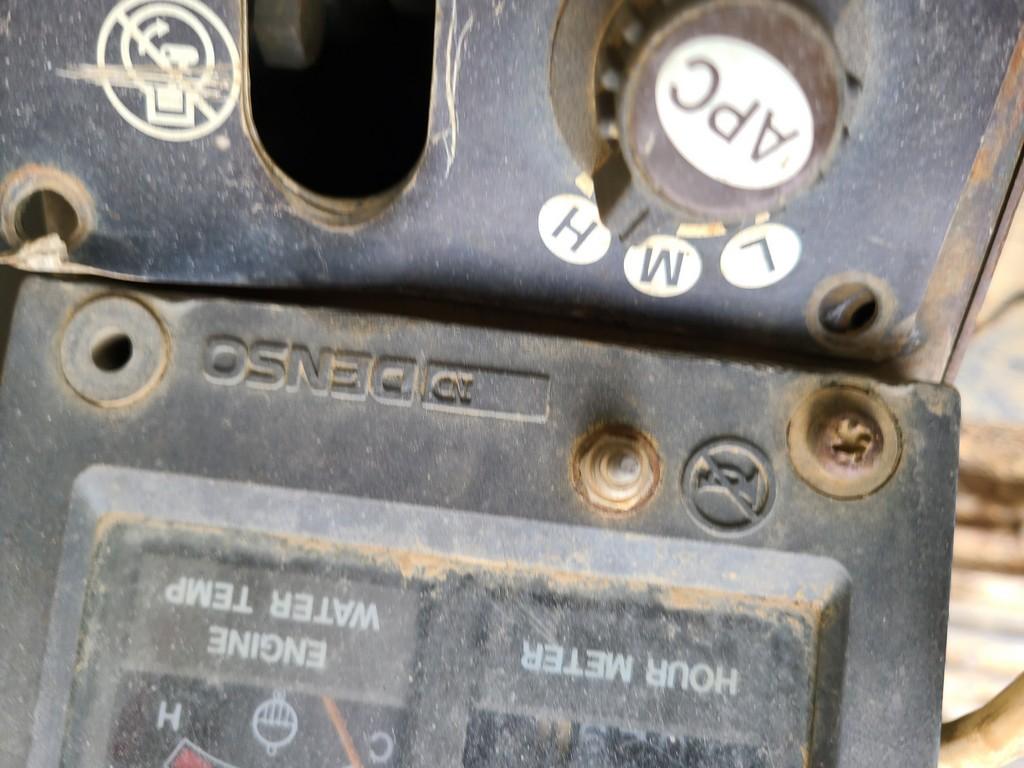 HOUR METER
ENGINE
WATER TEMP
C
H
DENSO
L
M
H
APC